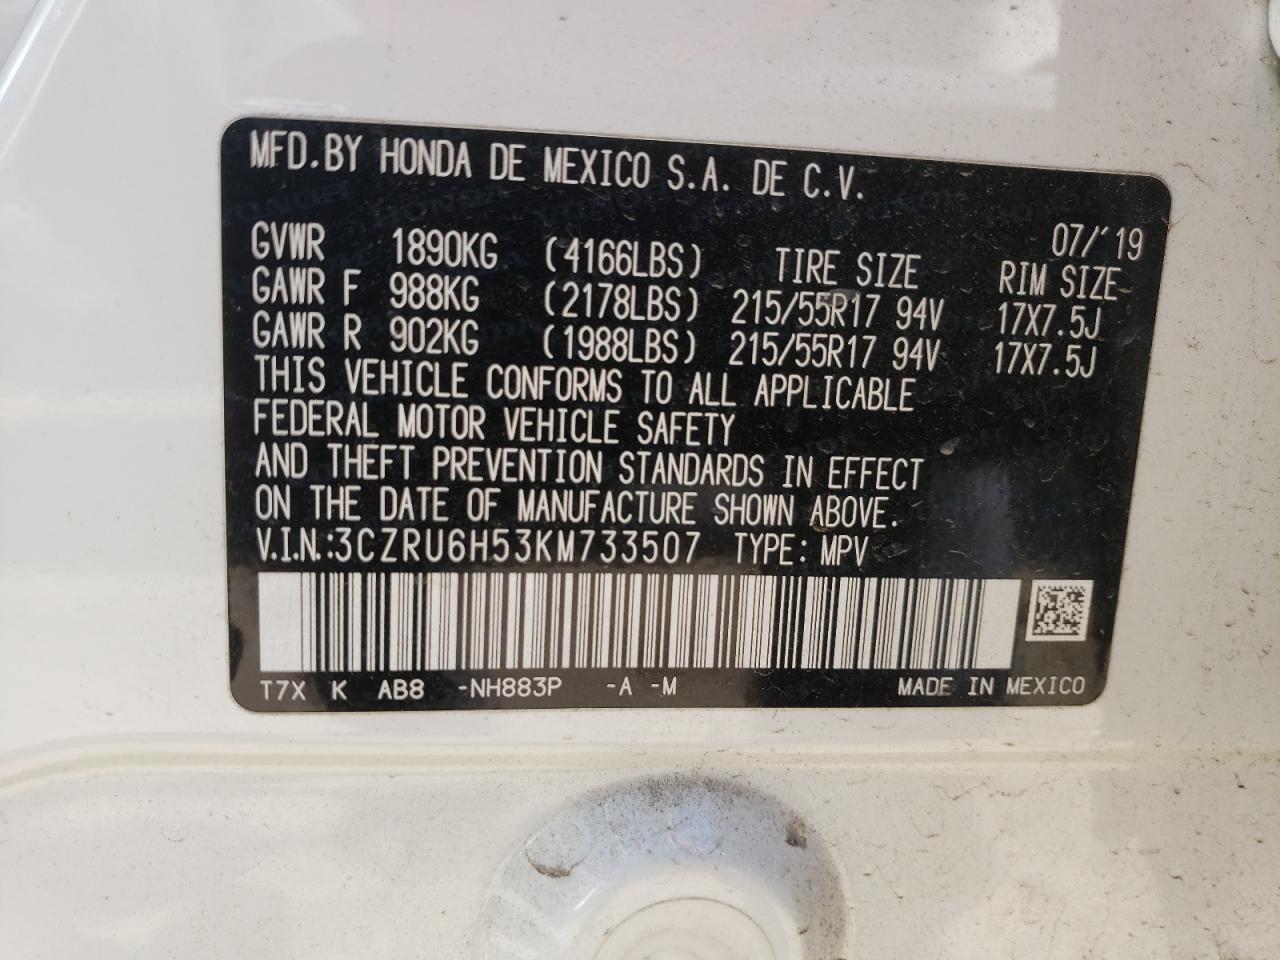 MFD.BY HONDA DE MEXICO S.A. DE C.V.
07/'19
GVWR 1890KG (4166LBS) TIRE SIZE RIM SIZE
GAWR F 988KG (2178LBS) 215/55R17 94V 17X7.5J
GAWR R 902KG (1988LBS) 215/55R17 94V 17X7.5J
THIS VEHICLE CONFORMS TO ALL APPLICABLE
FEDERAL MOTOR VEHICLE SAFETY
AND THEFT PREVENTION STANDARDS IN EFFECT
ON THE DATE OF MANUFACTURE SHOWN ABOVE.
V.I.N.:3CZRU6H53KM733507 TYPE: MPV
T7X K AB8 -NH883P -A -M MADE IN MEXICO